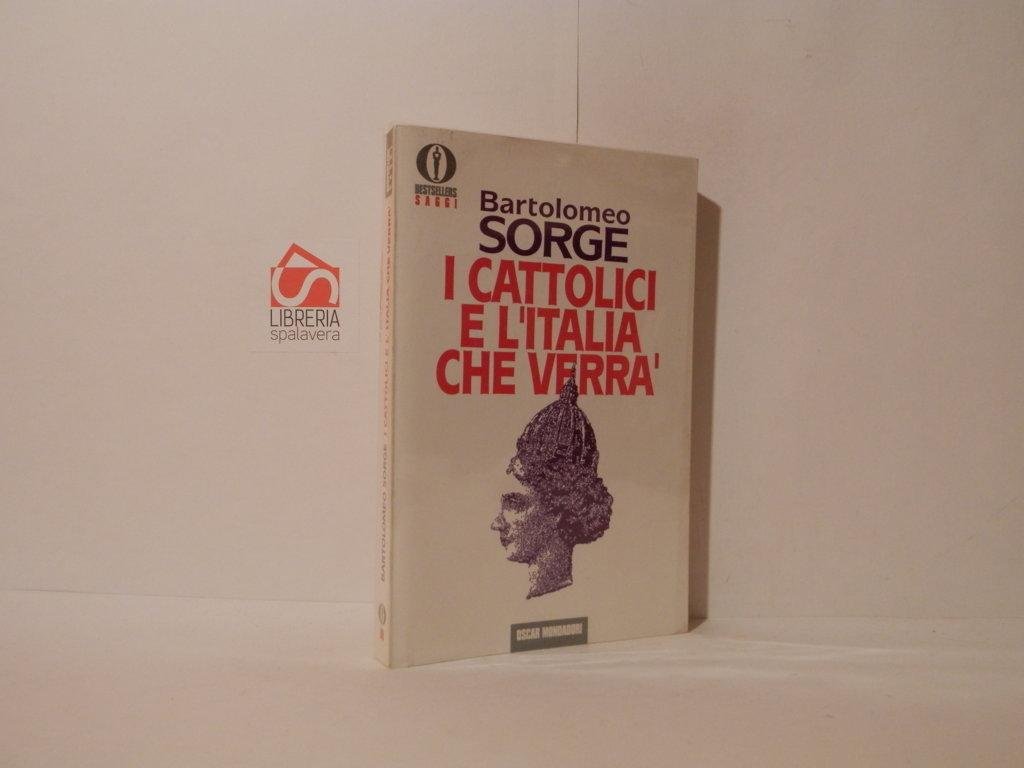 BESTSELLERS
SAGGI
Bartolomeo
SORGE
I CATTOLICI
E L'ITALIA
CHE VERRA'
OSCAR MONDADORI
BARTOLOMEO SORGE I CATTOLICI E L'ITALIA CHE VERRA'
LIBRERIA
spalavera